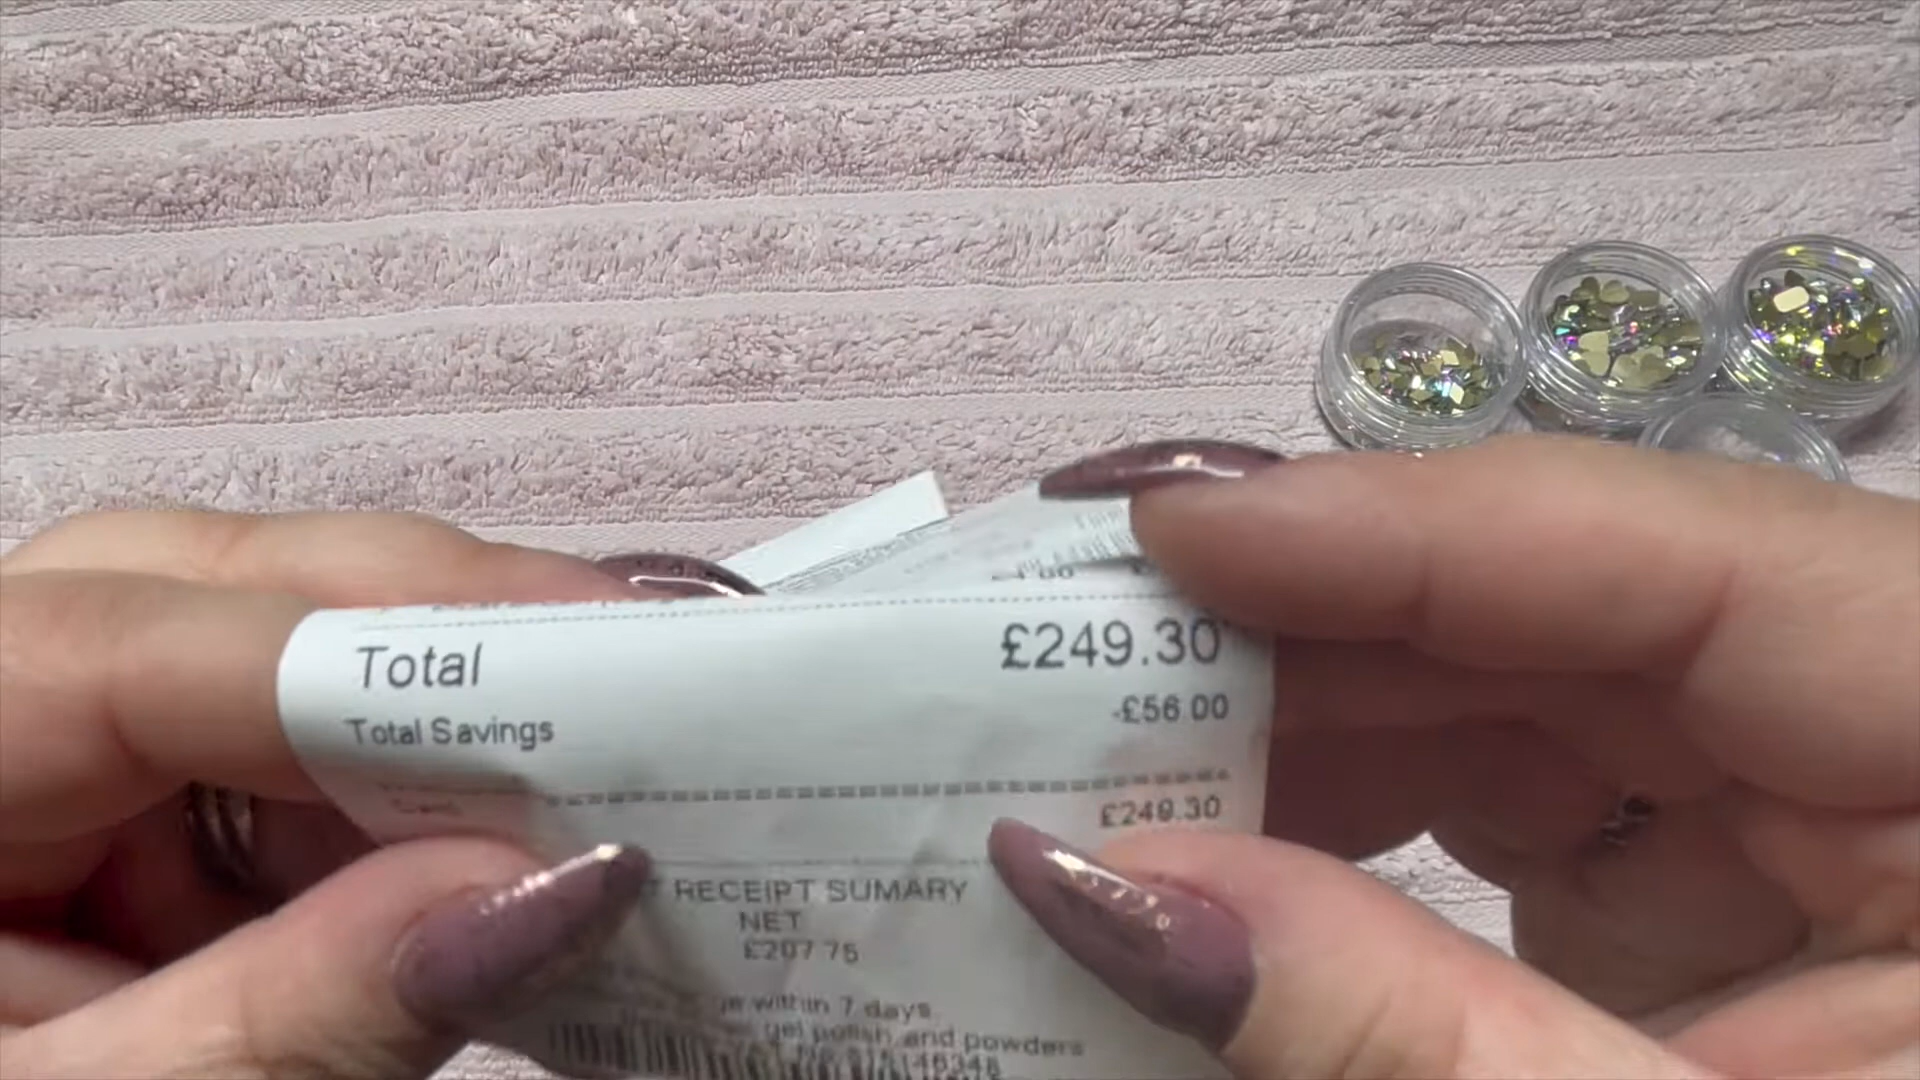 Total £249.30
Total Savings -£56.00
£249.30
RECEIPT SUMARY
NET
£207.75
within 7 days
gel polish and powders